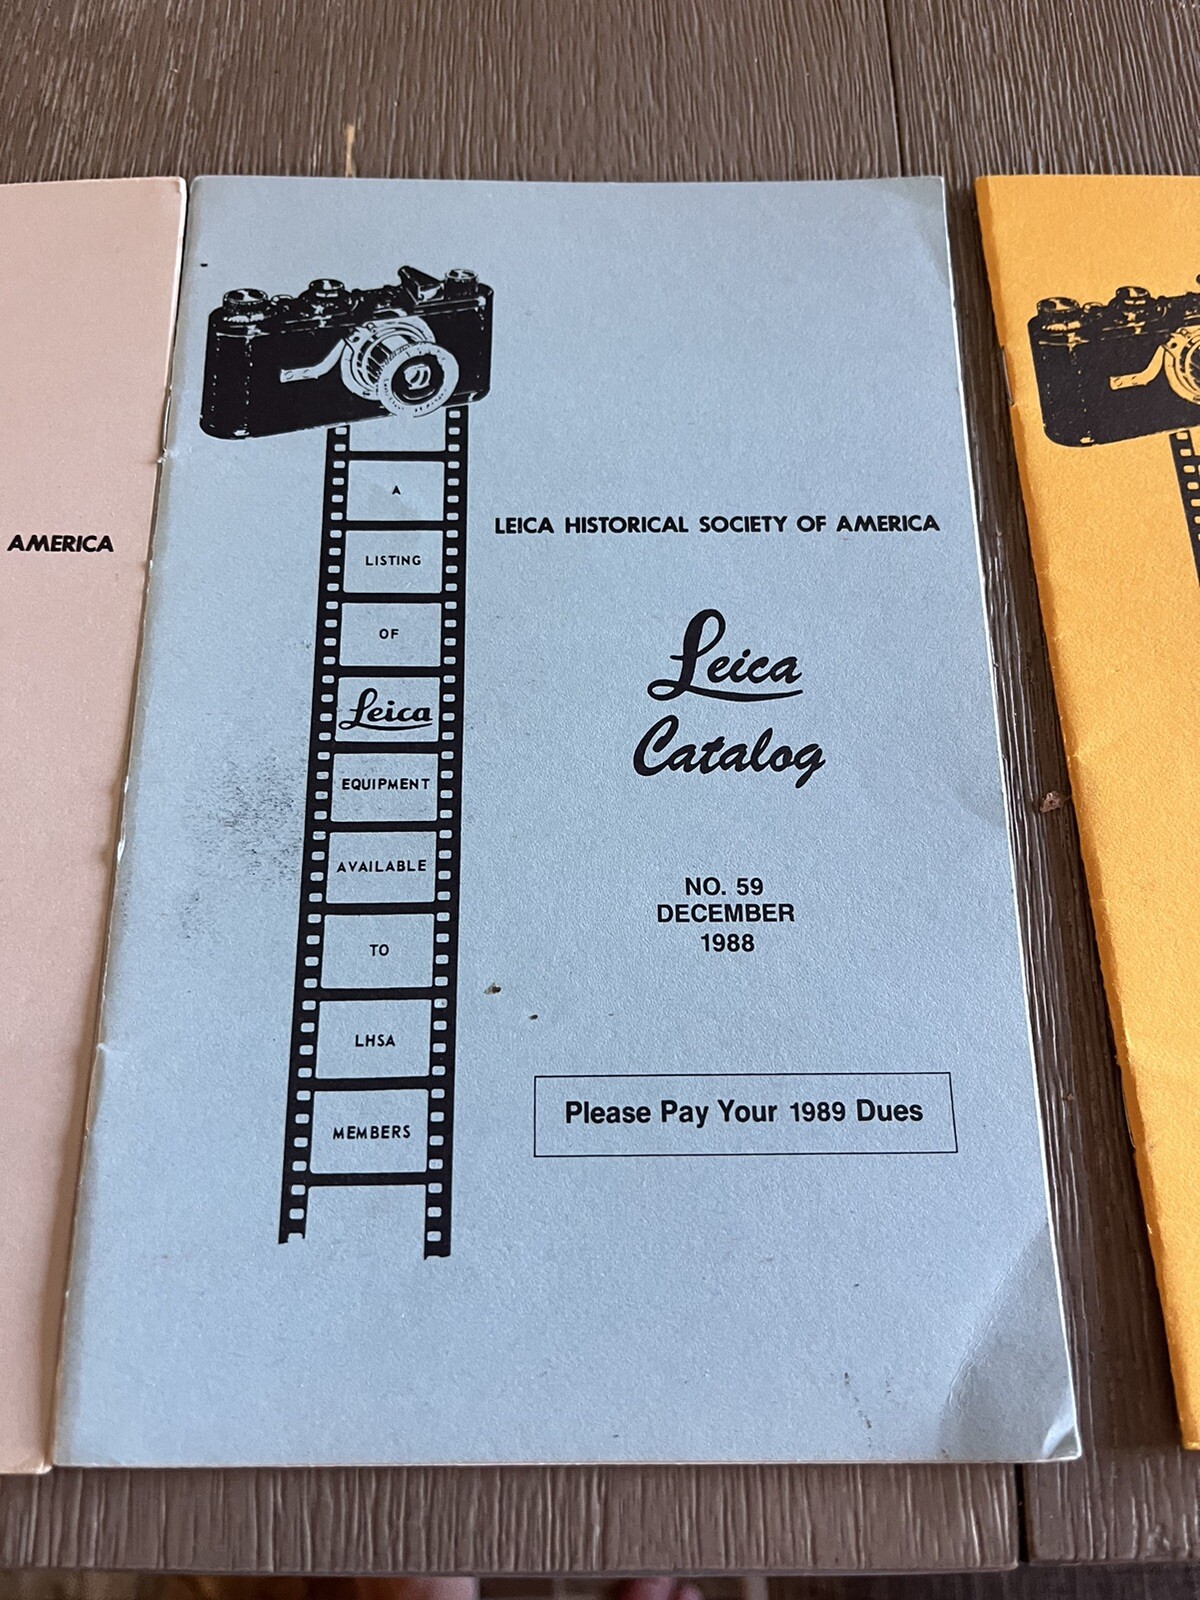 AMERICA
A
LISTING
OF
Leica
EQUIPMENT
AVAILABLE
TO
LHSA
MEMBERS
LEICA HISTORICAL SOCIETY OF AMERICA
Leica
Catalog
NO. 59
DECEMBER
1988
Please Pay Your 1989 Dues